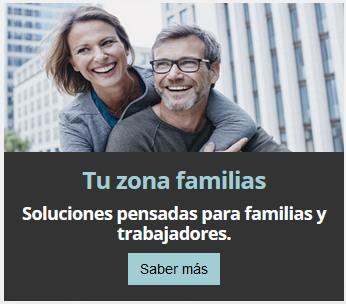 Tu zona familias
Soluciones pensadas para familias y
trabajadores.
Saber más